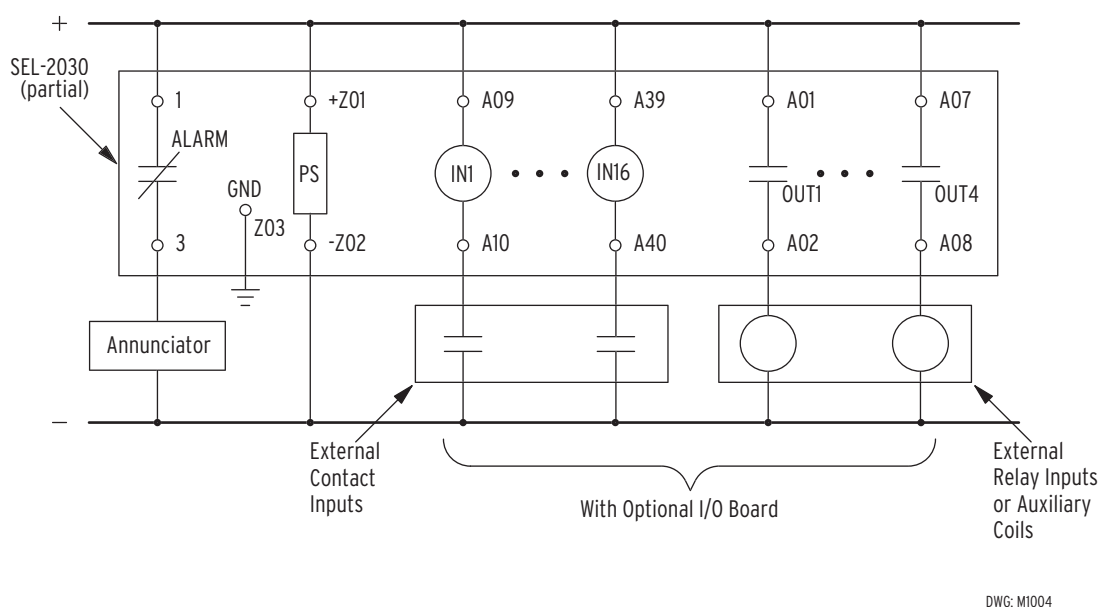 +
SEL-2030
(partial)
1
+Z01
A09
A39
A01
A07
ALARM
GND
PS
IN1
IN16
OUT1
OUT4
Z03
3
-Z02
A10
A40
A02
A08
Annunciator
–
External
Contact
Inputs
With Optional I/O Board
External
Relay Inputs
or Auxiliary
Coils
DWG: M1004